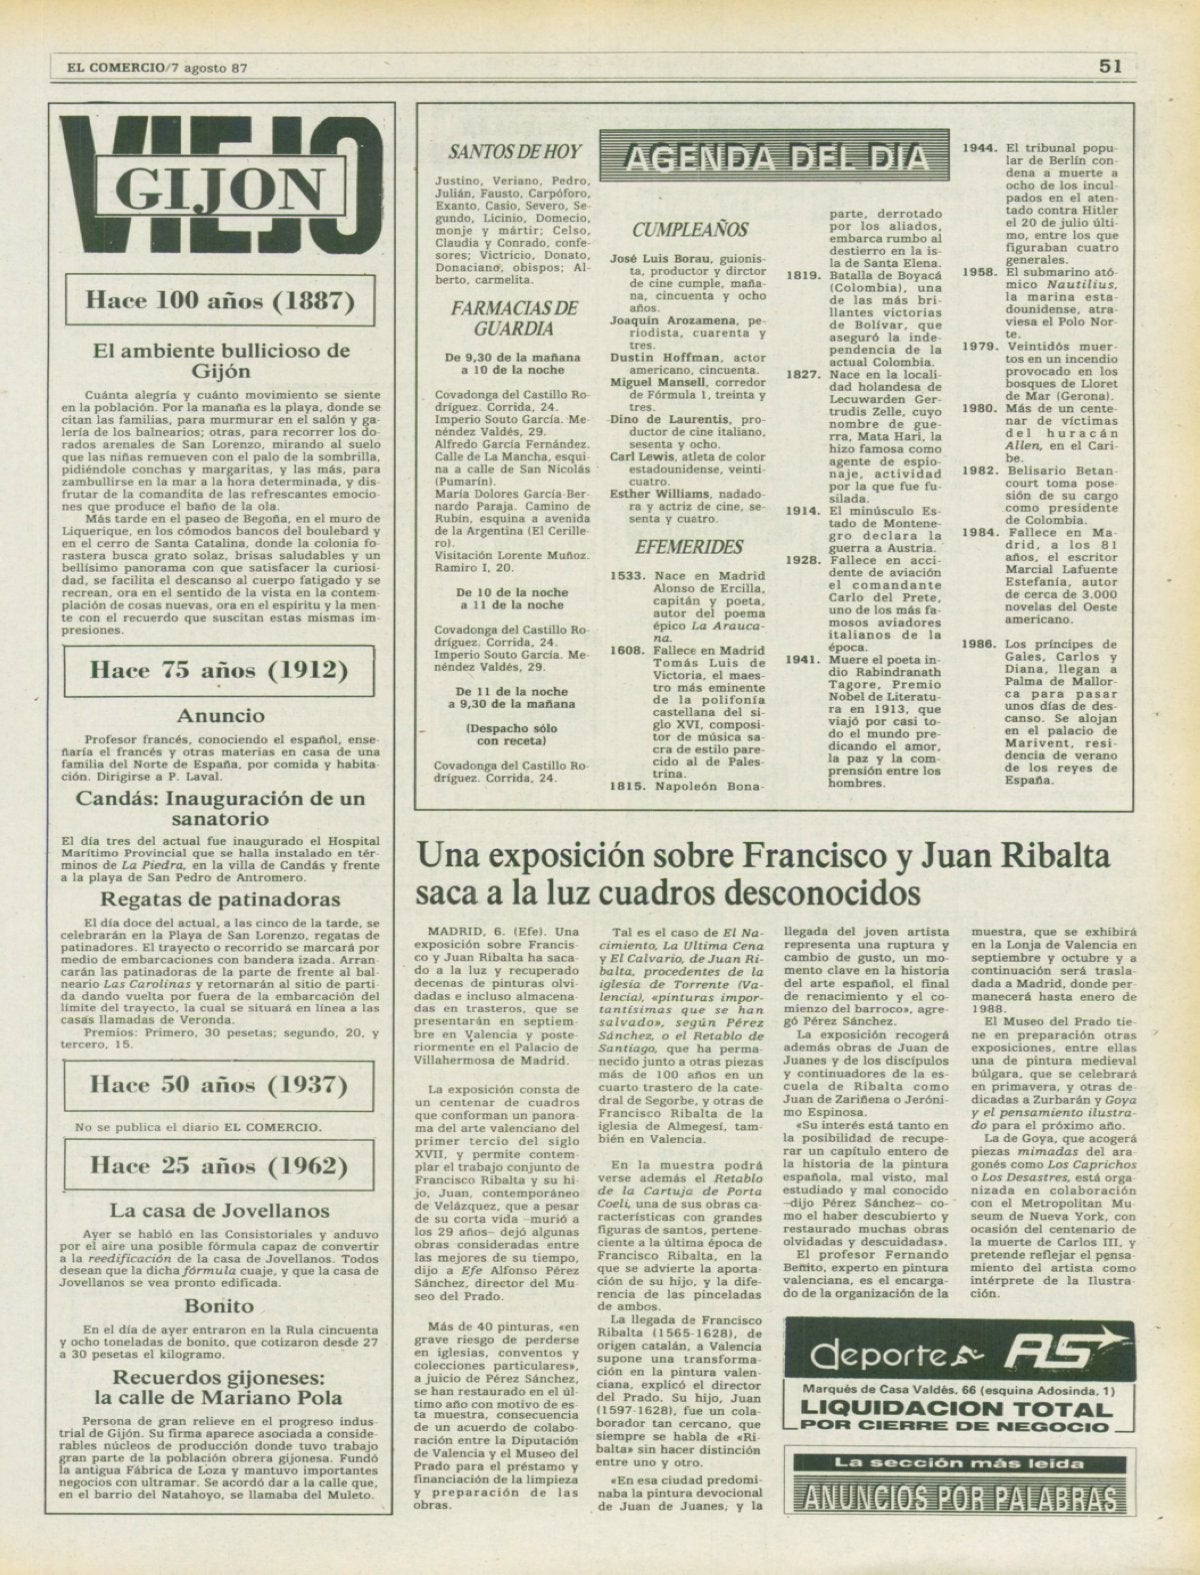 EL COMERCIO/7 agosto 87
51
VIEJO
GIJON
Hace 100 años (1887)
El ambiente bullicioso de
Gijón
Cuánta alegría y cuánto movimiento se siente
en la población. Por la manaña es la playa, donde se
citan las familias, para murmurar en el salón y ga-
lería de los balnearios; otras, para recorrer los do-
rados arenales de San Lorenzo, mirando al suelo
que las niñas remueven con el palo de la sombrilla,
pidiéndole conchas y margaritas, y las más, para
zambullirse en la mar a la hora determinada, y dis-
frutar de la comandita de las refrescantes emocio-
nes que produce el baño de la ola.
Más tarde en el paseo de Begoña, en el muro de
Liquerique, en los cómodos bancos del boulebard y
en el cerro de Santa Catalina, donde la colonia fo-
rastera busca grato solaz, brisas saludables y un
bellísimo panorama con que satisfacer la curiosi-
dad, se facilita el descanso al cuerpo fatigado y se
recrean, ora en el sentido de la vista en la contem-
plación de cosas nuevas, ora en el espíritu y la men-
te con el recuerdo que suscitan estas mismas im-
presiones.
Hace 75 años (1912)
Anuncio
Profesor francés, conociendo el español, ense-
ñaría el francés y otras materias en casa de una
familia del Norte de España, por comida y habita-
ción. Dirigirse a P. Laval.
Candás: Inauguración de un
sanatorio
El día tres del actual fue inaugurado el Hospital
Marítimo Provincial que se halla instalado en tér-
minos de La Piedra, en la villa de Candás y frente
a la playa de San Pedro de Antromero.
Regatas de patinadoras
El día doce del actual, a las cinco de la tarde, se
celebrarán en la Playa de San Lorenzo, regatas de
patinadores. El trayecto o recorrido se marcará por
medio de embarcaciones con bandera izada. Arran-
carán las patinadoras de la parte de frente al bal-
neario Las Carolinas y retornarán al sitio de parti-
da dando vuelta por fuera de la embarcación del
límite del trayecto, la cual se situará en línea a las
casas llamadas de Veronda.
Premios: Primero, 30 pesetas; segundo, 20, y
tercero, 15.
Hace 50 años (1937)
No se publica el diario EL COMERCIO.
Hace 25 años (1962)
La casa de Jovellanos
Ayer se habló en las Consistoriales y anduvo
por el aire una posible fórmula capaz de convertir
a la reedificación de la casa de Jovellanos. Todos
desean que la dicha fórmula cuaje, y que la casa de
Jovellanos se vea pronto edificada.
Bonito
En el día de ayer entraron en la Rula cincuenta
y ocho toneladas de bonito, que cotizaron desde 27
a 30 pesetas el kilogramo.
Recuerdos gijoneses:
la calle de Mariano Pola
Persona de gran relieve en el progreso indus-
trial de Gijón. Su firma aparece asociada a conside-
rables núcleos de producción donde tuvo trabajo
gran parte de la población obrera gijonesa. Fundó
la antigua Fábrica de Loza y mantuvo importantes
negocios con ultramar. Se acordó dar a la calle que,
en el barrio del Natahoyo, se llamaba del Muleto.
SANTOS DE HOY
Justino, Veriano, Pedro,
Julián, Fausto, Carpóforo,
Exanto, Casio, Severo, Se-
gundo, Licinio, Domecio,
monje y mártir; Celso,
Claudia y Conrado, confe-
sores; Victricio, Donato,
Donaciano, obispos; Al-
berto, carmelita.
FARMACIAS DE
GUARDIA
De 9,30 de la mañana
a 10 de la noche
Covadonga del Castillo Ro-
dríguez. Corrida, 24.
Imperio Souto García. Me-
néndez Valdés, 29.
Alfredo García Fernández.
Calle de La Mancha, esqui-
na a calle de San Nicolás
(Pumarín).
María Dolores García-Ber-
nardo Paraja. Camino de
Rubín, esquina a avenida
de la Argentina (El Cerille-
ro).
Visitación Lorente Muñoz.
Ramiro I, 20.
De 10 de la noche
a 11 de la noche
Covadonga del Castillo Ro-
dríguez. Corrida, 24.
Imperio Souto García. Me-
néndez Valdés, 29.
De 11 de la noche
a 9,30 de la mañana
(Despacho sólo
con receta)
Covadonga del Castillo Ro-
dríguez. Corrida, 24.
AGENDA DEL DIA
CUMPLEAÑOS
José Luis Borau, guionis-
ta, productor y dirctor
de cine cumple, maña-
na, cincuenta y ocho
años.
Joaquín Arozamena, pe-
riodista, cuarenta y
tres.
Dustin Hoffman, actor
americano, cincuenta.
Miguel Mansell, corredor
de Fórmula 1, treinta y
tres.
Dino de Laurentis, pro-
ductor de cine italiano,
sesenta y ocho.
Carl Lewis, atleta de color
estadounidense, veinti-
cuatro.
Esther Williams, nadado-
ra y actriz de cine, se-
senta y cuatro.
EFEMERIDES
1533. Nace en Madrid
Alonso de Ercilla,
capitán y poeta,
autor del poema
épico La Arauca-
na.
1608. Fallece en Madrid
Tomás Luis de
Victoria, el maes-
tro más eminente
de la polifonía
castellana del si-
glo XVI, composi-
tor de música sa-
cra de estilo pare-
cido al de Pales-
trina.
1815. Napoleón Bona-
parte, derrotado
por los aliados,
embarca rumbo al
destierro en la is-
la de Santa Elena.
1819. Batalla de Boyacá
(Colombia), una
de las más bri-
llantes victorias
de Bolívar, que
aseguró la inde-
pendencia de la
actual Colombia.
1827. Nace en la locali-
dad holandesa de
Lecuwarden Ger-
trudis Zelle, cuyo
nombre de gue-
rra, Mata Hari, la
hizo famosa como
agente de espio-
naje, actividad
por la que fue fu-
silada.
1914. El minúsculo Es-
tado de Montene-
gro declara la
guerra a Austria.
1928. Fallece en acci-
dente de aviación
el comandante
Carlo del Prete,
uno de los más fa-
mosos aviadores
italianos de la
época.
1941. Muere el poeta in-
dio Rabindranath
Tagore, Premio
Nobel de Literatu-
ra en 1913, que
viajó por casi to-
do el mundo pre-
dicando el amor,
la paz y la com-
prensión entre los
hombres.
1944. El tribunal popu-
lar de Berlín con-
dena a muerte a
ocho de los incul-
pados en el aten-
tado contra Hitler
el 20 de julio últi-
mo, entre los que
figuraban cuatro
generales.
1958. El submarino ató-
mico Nautilius,
la marina esta-
dounidense, atra-
viesa el Polo Nor-
te.
1979. Veintidós muer-
tos en un incendio
provocado en los
bosques de Lloret
de Mar (Gerona).
1980. Más de un cente-
nar de víctimas
del huracán
Allen, en el Cari-
be.
1982. Belisario Betan-
court toma pose-
sión de su cargo
como presidente
de Colombia.
1984. Fallece en Ma-
drid, a los 81
años, el escritor
Marcial Lafuente
Estefanía, autor
de cerca de 3.000
novelas del Oeste
americano.
1986. Los príncipes de
Gales, Carlos y
Diana, llegan a
Palma de Mallor-
ca para pasar
unos días de des-
canso. Se alojan
en el palacio de
Marivent, resi-
dencia de verano
de los reyes de
España.
Una exposición sobre Francisco y Juan Ribalta
saca a la luz cuadros desconocidos
MADRID, 6. (Efe). Una
exposición sobre Francis-
co y Juan Ribalta ha saca-
do a la luz y recuperado
decenas de pinturas olvi-
dadas e incluso almacena-
das en trasteros, que se
presentarán en septiem-
bre en Valencia y poste-
riormente en el Palacio de
Villahermosa de Madrid.
La exposición consta de
un centenar de cuadros
que conforman un panora-
ma del arte valenciano del
primer tercio del siglo
XVII, y permite contem-
plar el trabajo conjunto de
Francisco Ribalta y su hi-
jo, Juan, contemporáneo
de Velázquez, que a pesar
de su corta vida –murió a
los 29 años– dejó algunas
obras consideradas entre
las mejores de su tiempo,
dijo a Efe Alfonso Pérez
Sánchez, director del Mu-
seo del Prado.
Más de 40 pinturas, «en
grave riesgo de perderse
en iglesias, conventos y
colecciones particulares»,
a juicio de Pérez Sánchez,
se han restaurado en el úl-
timo año con motivo de es-
ta muestra, consecuencia
de un acuerdo de colabo-
ración entre la Diputación
de Valencia y el Museo del
Prado para el préstamo y
financiación de la limpieza
y preparación de las
obras.
Tal es el caso de El Na-
cimiento, La Ultima Cena
y El Calvario, de Juan Ri-
balta, procedentes de la
iglesia de Torrente (Va-
lencia), «pinturas impor-
tantísimas que se han
salvado», según Pérez
Sánchez, o el Retablo de
Santiago, que ha perma-
necido junto a otras piezas
más de 100 años en un
cuarto trastero de la cate-
dral de Segorbe, y otras de
Francisco Ribalta de la
iglesia de Almegesí, tam-
bién en Valencia.
En la muestra podrá
verse además el Retablo
de la Cartuja de Porta
Coeli, una de sus obras ca-
racterísticas con grandes
figuras de santos, pertene-
ciente a la última época de
Francisco Ribalta, en la
que se advierte la aporta-
ción de su hijo, y la dife-
rencia de las pinceladas
de ambos.
La llegada de Francisco
Ribalta (1565-1628), de
origen catalán, a Valencia
supone una transforma-
ción en la pintura valen-
ciana, explicó el director
del Prado. Su hijo, Juan
(1597-1628), fue un cola-
borador tan cercano, que
siempre se habla de «Ri-
balta» sin hacer distinción
entre uno y otro.
«En esa ciudad predomi-
naba la pintura devocional
de Juan de Juanes, y la
llegada del joven artista
representa una ruptura y
cambio de gusto, un mo-
mento clave en la historia
del arte español, el final
de renacimiento y el co-
mienzo del barroco», agre-
gó Pérez Sánchez.
La exposición recogerá
además obras de Juan de
Juanes y de los discípulos
y continuadores de la es-
cuela de Ribalta como
Juan de Zariñena o Jeróni-
mo Espinosa.
«Su interés está tanto en
la posibilidad de recupe-
rar un capítulo entero de
la historia de la pintura
española, mal visto, mal
estudiado y mal conocido
–dijo Pérez Sánchez– co-
mo el haber descubierto y
restaurado muchas obras
olvidadas y descuidadas».
El profesor Fernando
Beñito, experto en pintura
valenciana, es el encarga-
do de la organización de la
muestra, que se exhibirá
en la Lonja de Valencia en
septiembre y octubre y a
continuación será trasla-
dada a Madrid, donde per-
manecerá hasta enero de
1988.
El Museo del Prado tie-
ne en preparación otras
exposiciones, entre ellas
una de pintura medieval
búlgara, que se celebrará
en primavera, y otras de-
dicadas a Zurbarán y Goya
y el pensamiento ilustra-
do para el próximo año.
La de Goya, que acogerá
piezas mimadas del ara-
gonés como Los Caprichos
o Los Desastres, está orga-
nizada en colaboración
con el Metropolitan Mu-
seum de Nueva York, con
ocasión del centenario de
la muerte de Carlos III, y
pretende reflejar el pensa-
miento del artista como
intérprete de la Ilustra-
ción.
deportes AS
Marqués de Casa Valdés, 66 (esquina Adosinda, 1)
LIQUIDACION TOTAL
POR CIERRE DE NEGOCIO
La sección más leida
ANUNCIOS POR PALABRAS